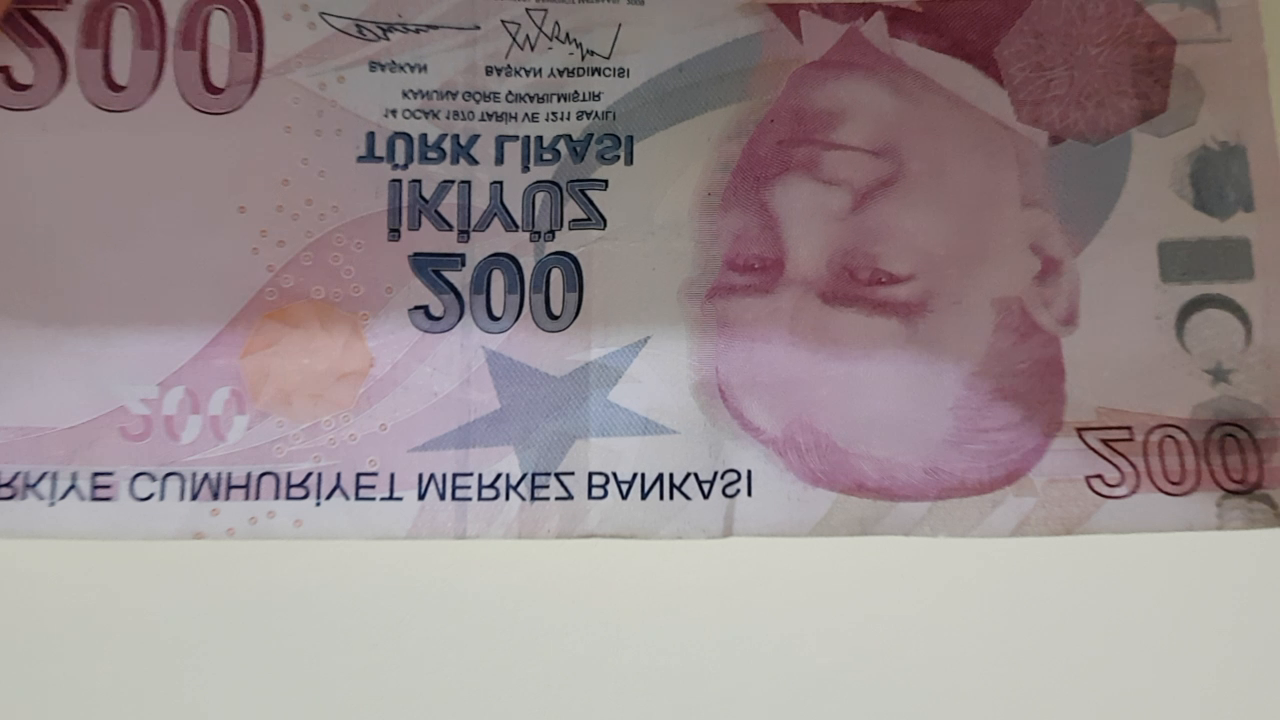 RKİYE CUMHURİYET MERKEZ BANKASI
200
200
200
İKİYÜZ
TÜRK LİRASI
14 OCAK 1970 TARİH VE 1211 SAYILI
KANUNA GÖRE ÇIKARILMIŞTIR.
BAŞKAN
BAŞKAN YARDIMCISI
200